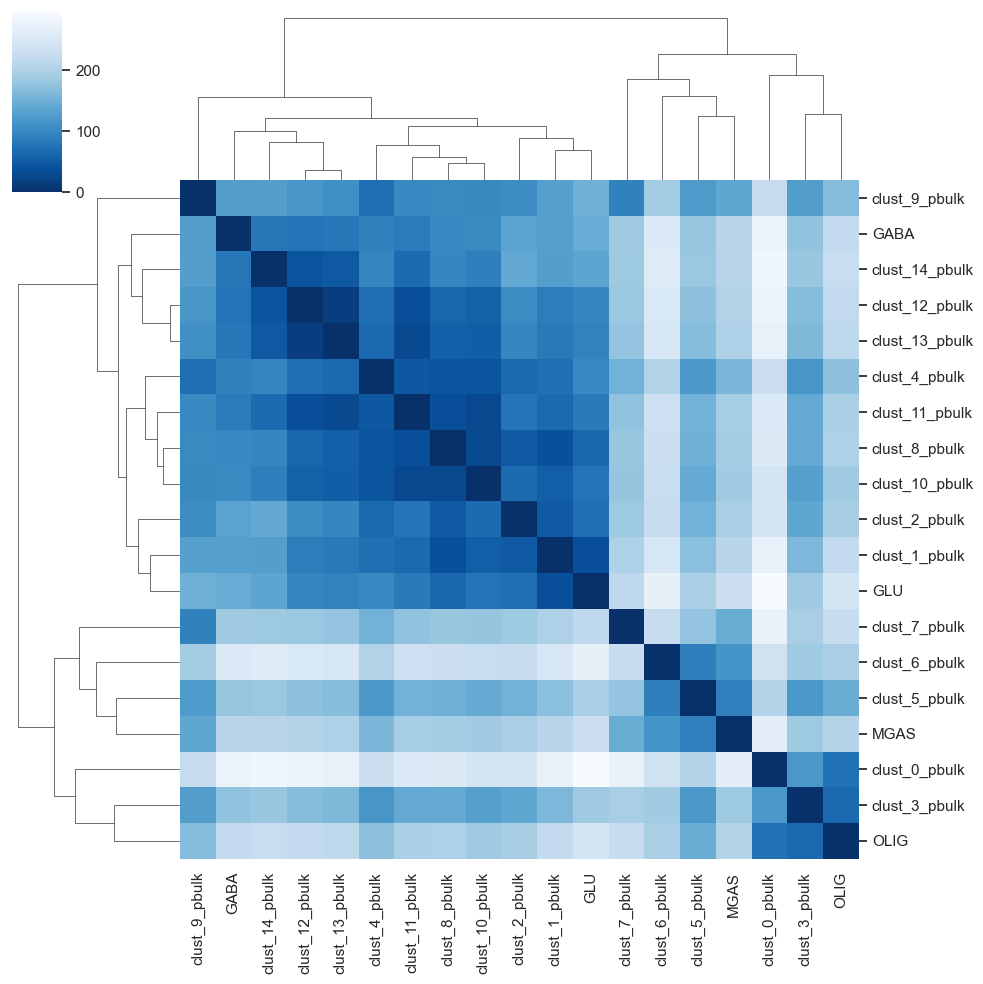 200
100
0
clust_9_pbulk
GABA
clust_14_pbulk
clust_12_pbulk
clust_13_pbulk
clust_4_pbulk
clust_11_pbulk
clust_8_pbulk
clust_10_pbulk
clust_2_pbulk
clust_1_pbulk
GLU
clust_7_pbulk
clust_6_pbulk
clust_5_pbulk
MGAS
clust_0_pbulk
clust_3_pbulk
OLIG
clust_9_pbulk
GABA
clust_14_pbulk
clust_12_pbulk
clust_13_pbulk
clust_4_pbulk
clust_11_pbulk
clust_8_pbulk
clust_10_pbulk
clust_2_pbulk
clust_1_pbulk
GLU
clust_7_pbulk
clust_6_pbulk
clust_5_pbulk
MGAS
clust_0_pbulk
clust_3_pbulk
OLIG